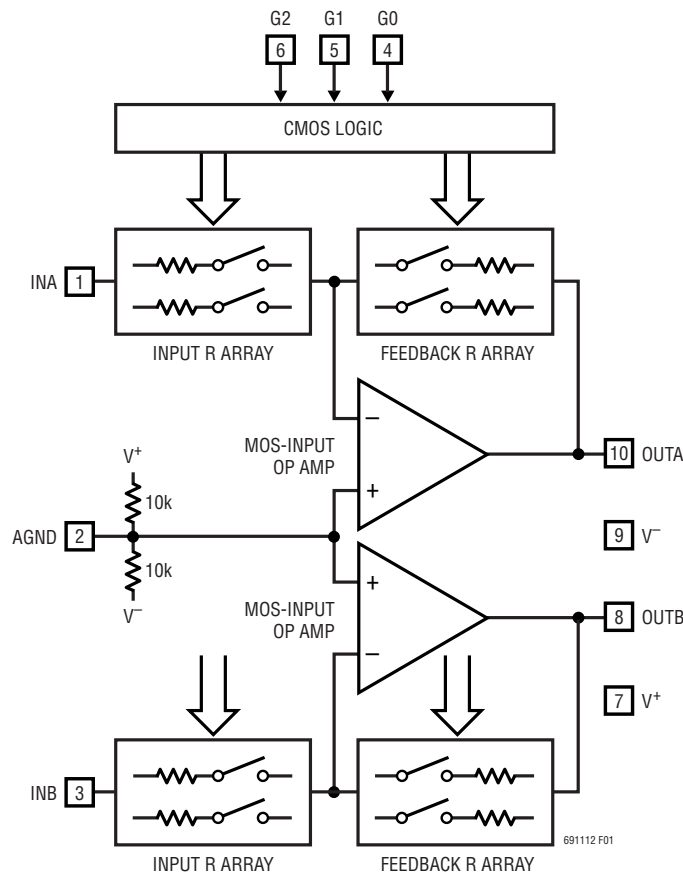 G2 G1 G0
6 5 4
CMOS LOGIC
INA 1
INPUT R ARRAY FEEDBACK R ARRAY
MOS-INPUT
OP AMP
−
+
10 OUTA
V+
10k
AGND 2
10k
V−
9 V−
MOS-INPUT
OP AMP
+
−
8 OUTB
7 V+
INB 3
INPUT R ARRAY FEEDBACK R ARRAY
691112 F01